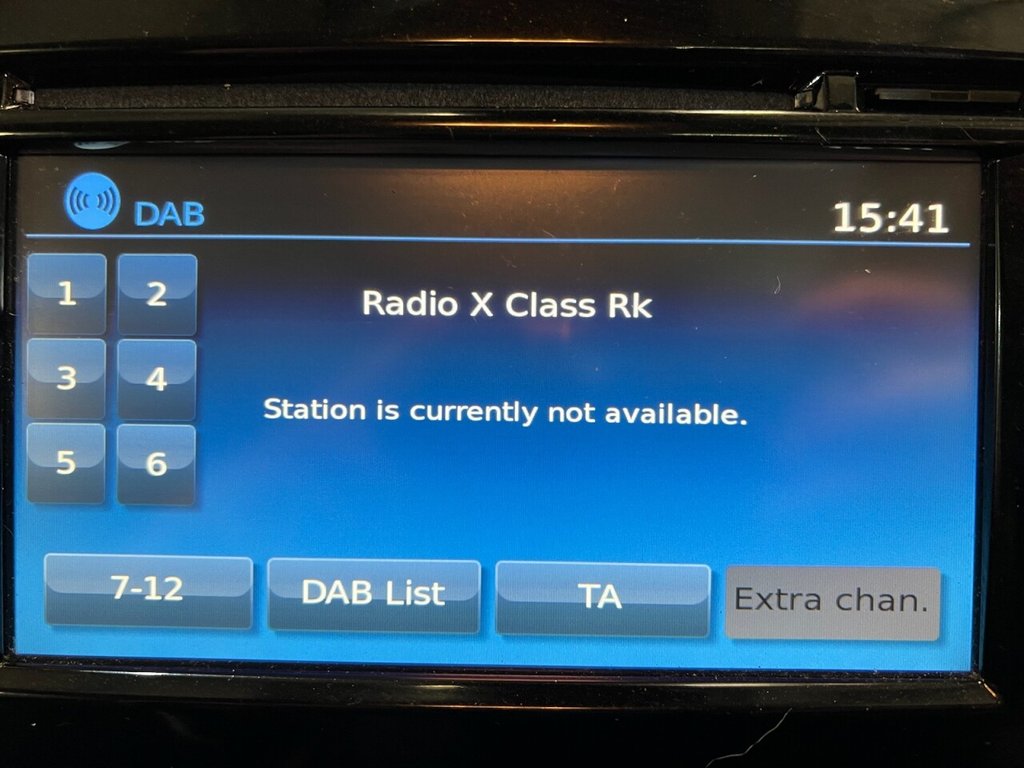 DAB
15:41
1 2
Radio X Class Rk
3 4
Station is currently not available.
5 6
7-12 DAB List TA Extra chan.